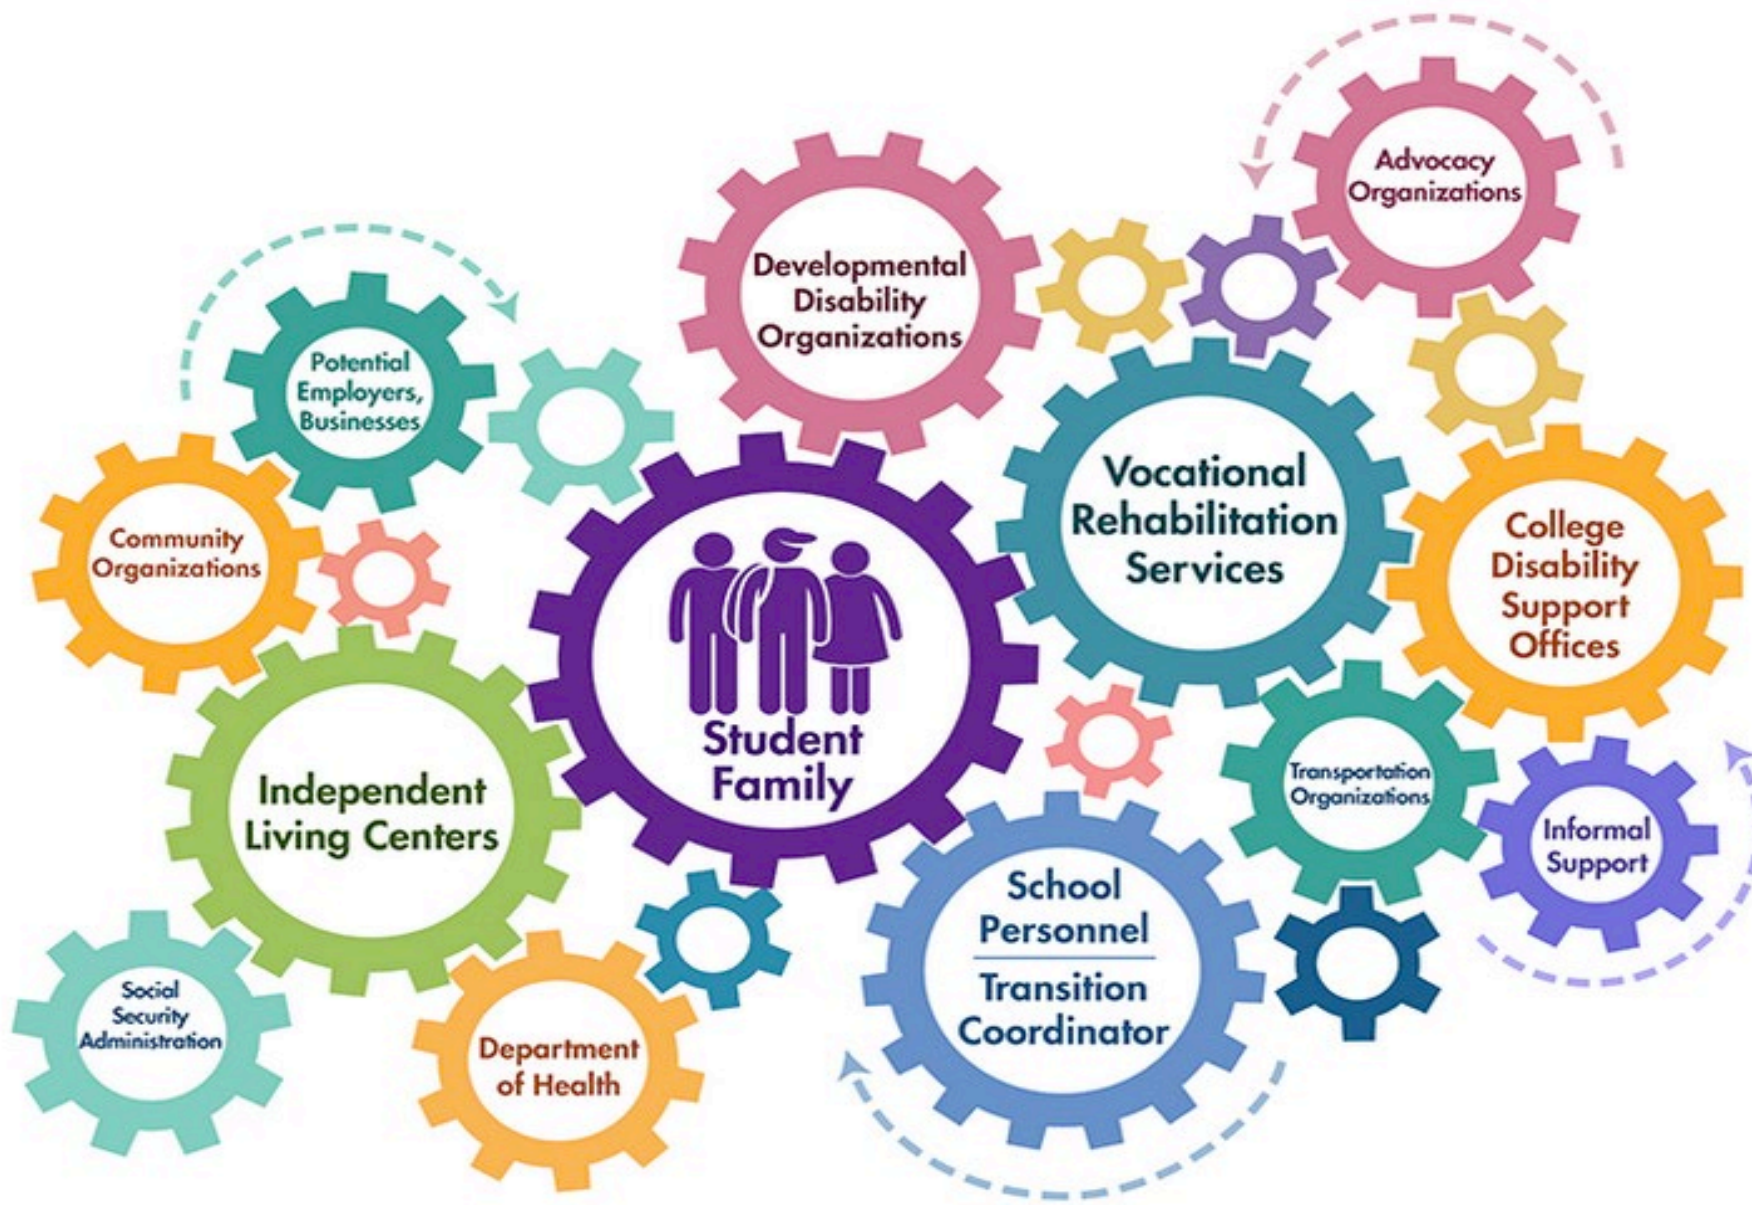 Advocacy
Organizations
Developmental
Disability
Organizations
Potential
Employers,
Businesses
Vocational
Rehabilitation
Services
Community
Organizations
College
Disability
Support
Offices
Student
Family
Independent
Living Centers
Transportation
Organizations
Informal
Support
School
Personnel
Transition
Coordinator
Social
Security
Administration
Department
of Health